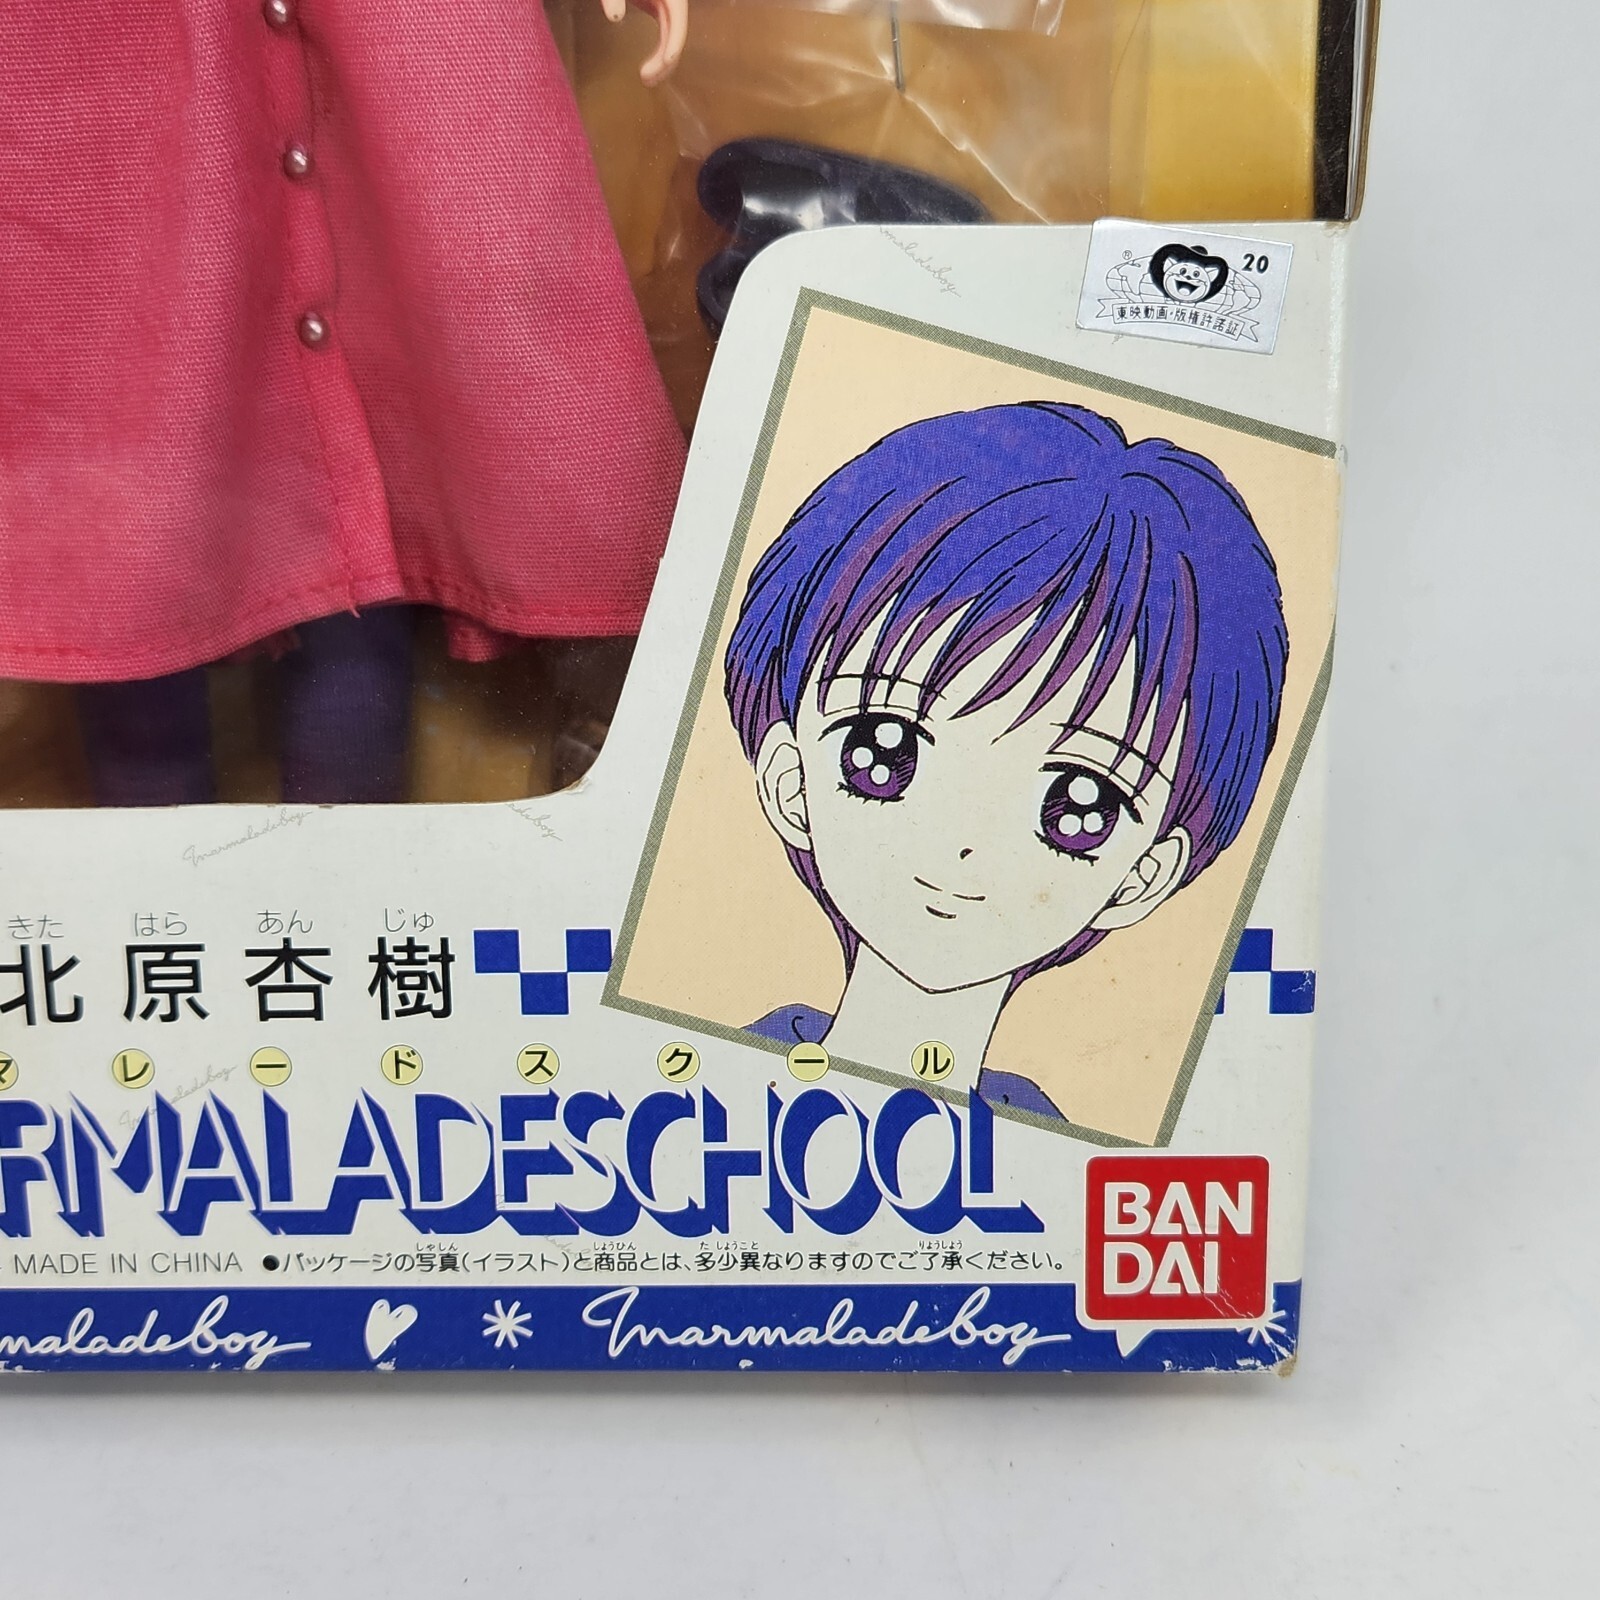 marmaladeboy
20
®
東映動画・版権許諾証
marmaladeboy
きた はら あん じゅ
北原杏樹
マレードスクール
RMALADESCHOOL
MADE IN CHINA ●パッケージの写真(イラスト)と商品とは、多少異なりますのでご了承ください。
しゃしん しょうひん た しょうこと りょうしょう
BAN
DAI
maladeboy
marmaladeboy